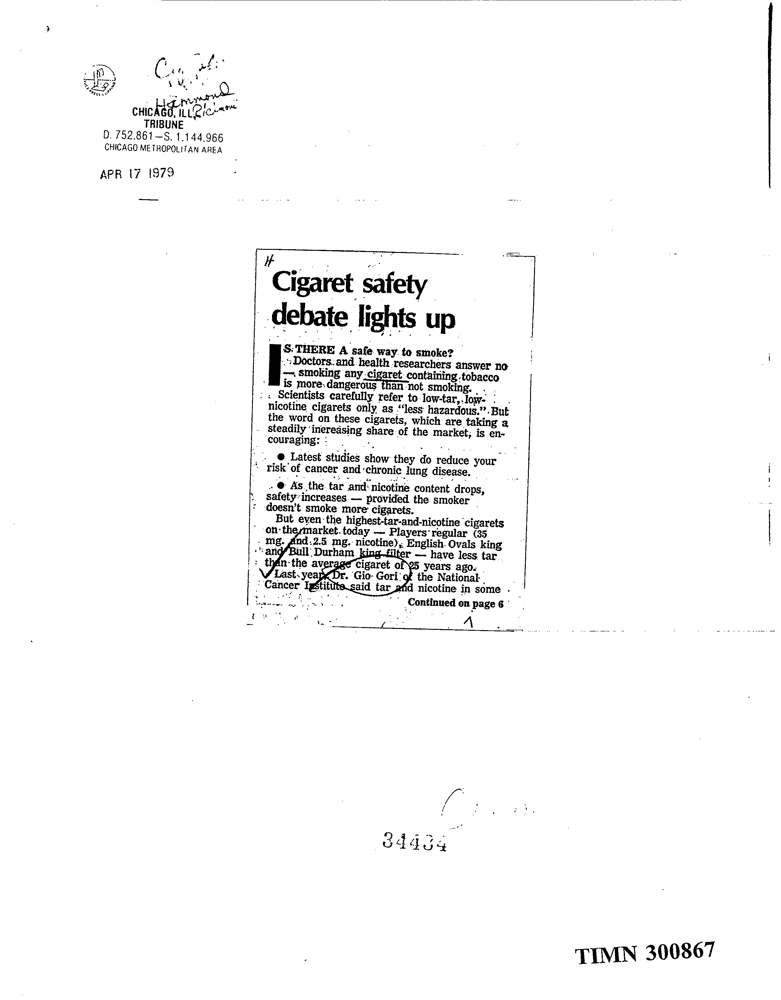 Hammond
CHICAGO, ILL
TRIBUNE
D. 752,861—S. 1,144,966
CHICAGO METROPOLITAN AREA
APR 17 1979
H
Cigaret safety
debate lights up
IS THERE A safe way to smoke?
Doctors and health researchers answer no
— smoking any cigaret containing tobacco
is more dangerous than not smoking.
Scientists carefully refer to low-tar, low-
nicotine cigarets only as “less hazardous.” But
the word on these cigarets, which are taking a
steadily increasing share of the market, is en-
couraging:
● Latest studies show they do reduce your
risk of cancer and chronic lung disease.
● As the tar and nicotine content drops,
safety increases — provided the smoker
doesn't smoke more cigarets.
But even the highest-tar-and-nicotine cigarets
on the market today — Players regular (35
mg. and 2.5 mg. nicotine), English Ovals king
and Bull Durham king filter — have less tar
than the average cigaret of 25 years ago.
Last year Dr. Gio Gori of the National
Cancer Institute said tar and nicotine in some
Continued on page 6
1
34434
TIMN 300867